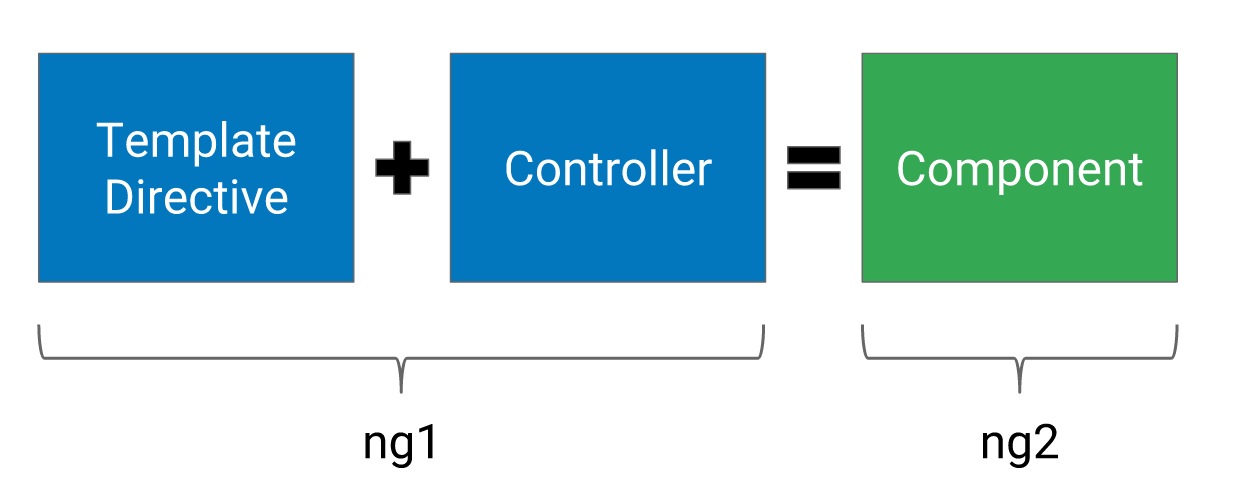 Template
Directive
+
Controller
=
Component
ng1
ng2